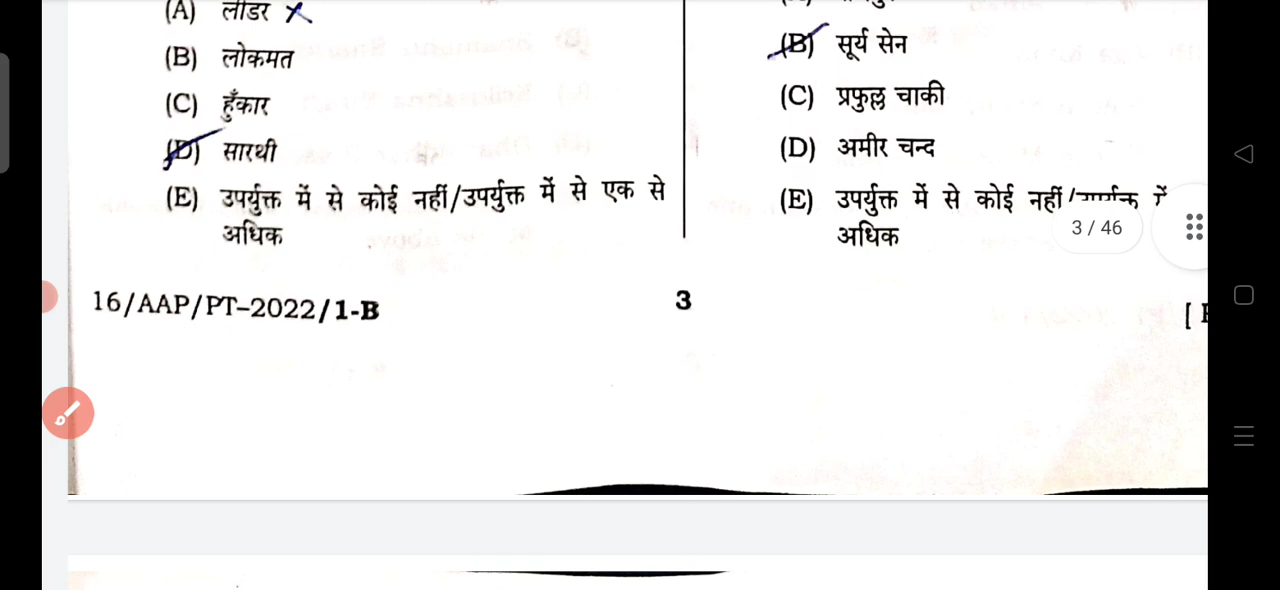 (A) लीडर
(B) लोकमत
(C) हुँकार
(D) सारथी
(E) उपर्युक्त में से कोई नहीं/उपर्युक्त में से एक से
अधिक
(B) सूर्य सेन
(C) प्रफुल्ल चाकी
(D) अमीर चन्द
(E) उपर्युक्त में से कोई नहीं/
अधिक
3 / 46
16/AAP/PT–2022/1-B
3
[